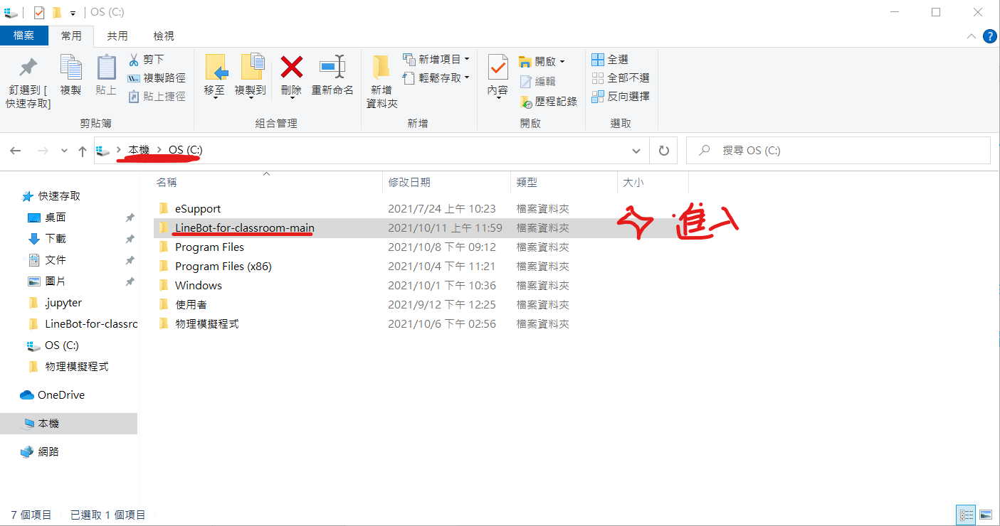 OS (C:)
檔案 常用 共用 檢視
釘選到 [
快速存取]
複製
貼上
剪下
複製路徑
貼上捷徑
剪貼簿
移至
複製到
刪除
重新命名
組合管理
新增
資料夾
新增項目
輕鬆存取
新增
內容
開啟
編輯
歷程記錄
開啟
全選
全部不選
反向選擇
選取
本機 OS (C:)
搜尋 OS (C:)
快速存取
桌面
下載
文件
圖片
.jupyter
LineBot-for-classro
OS (C:)
物理模擬程式
OneDrive
本機
網路
名稱 修改日期 類型 大小
eSupport 2021/7/24 上午 10:23 檔案資料夾
LineBot-for-classroom-main 2021/10/11 上午 11:59 檔案資料夾 進入
Program Files 2021/10/8 下午 09:12 檔案資料夾
Program Files (x86) 2021/10/4 下午 11:21 檔案資料夾
Windows 2021/10/1 下午 10:36 檔案資料夾
使用者 2021/9/12 下午 12:25 檔案資料夾
物理模擬程式 2021/10/6 下午 02:56 檔案資料夾
7 個項目 已選取 1 個項目